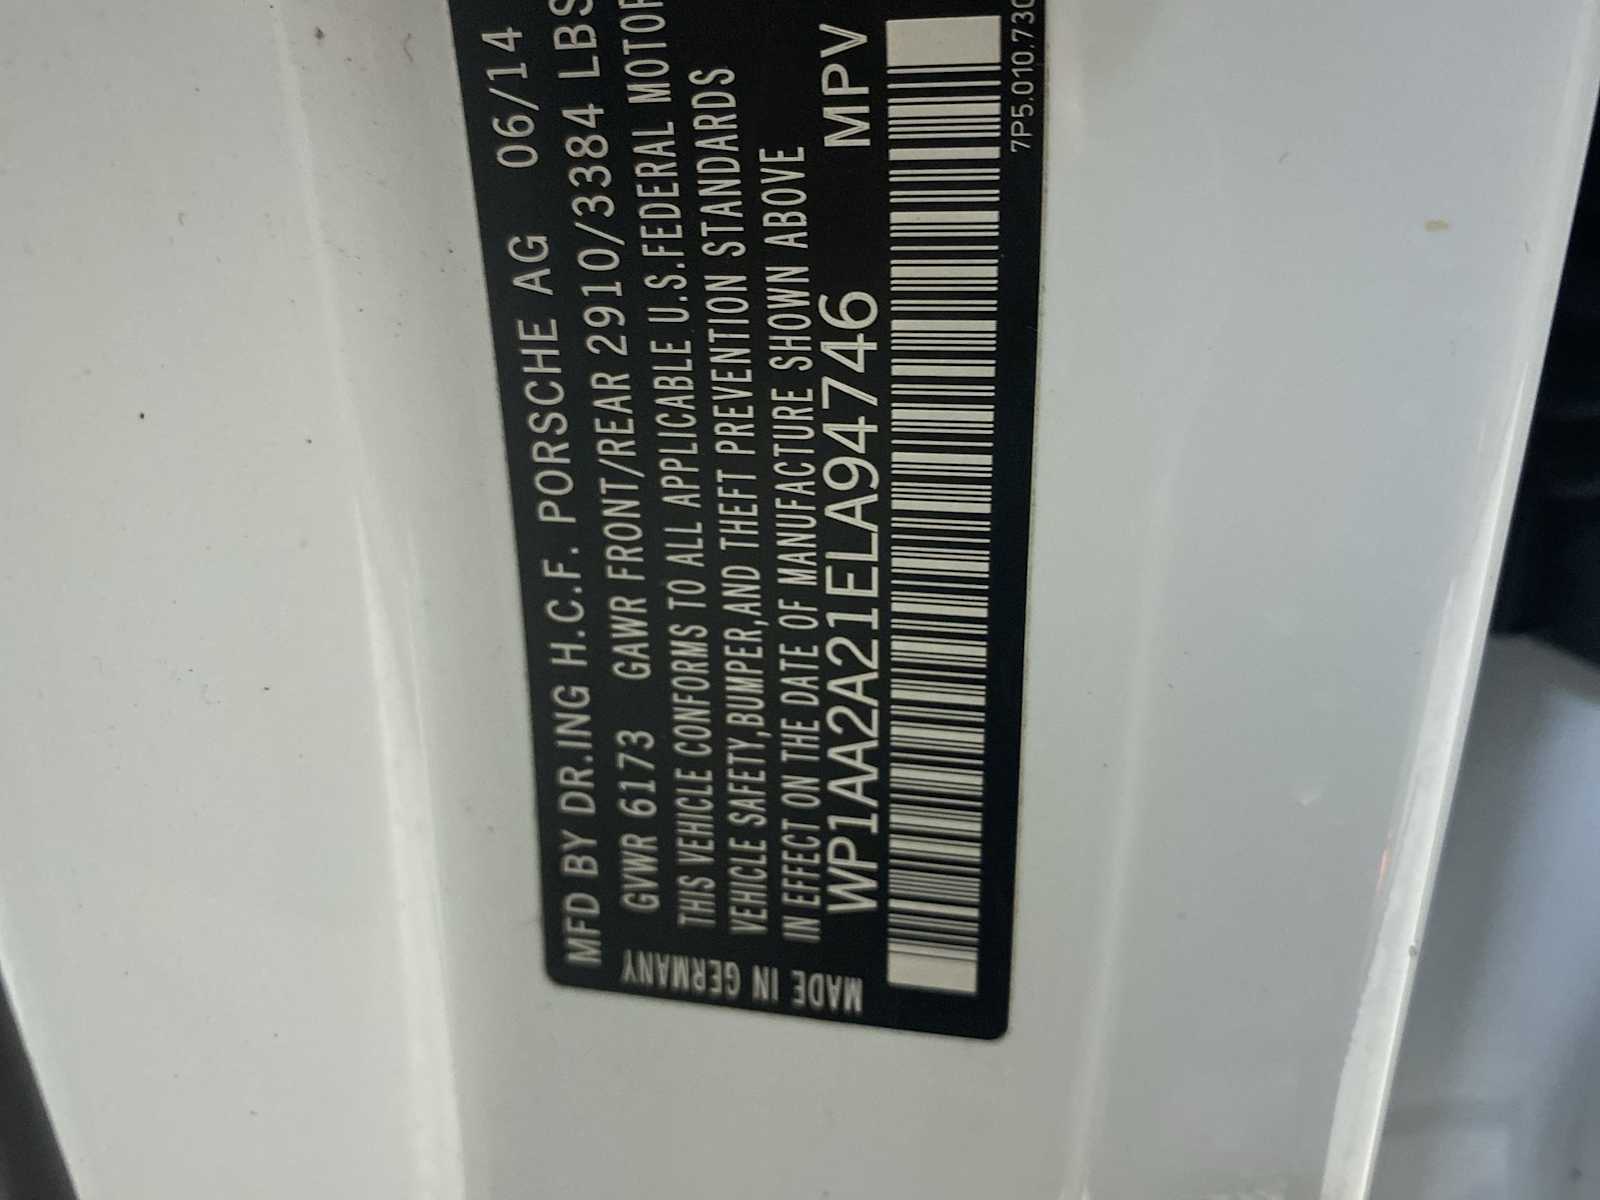 MFD BY DR.ING H.C.F. PORSCHE AG 06/14
GVWR 6173 GAWR FRONT/REAR 2910/3384 LBS
THIS VEHICLE CONFORMS TO ALL APPLICABLE U.S.FEDERAL MOTOR
VEHICLE SAFETY,BUMPER,AND THEFT PREVENTION STANDARDS
IN EFFECT ON THE DATE OF MANUFACTURE SHOWN ABOVE
WP1AA2A21ELA94746 MPV
7P5.010.730
MADE IN GERMANY